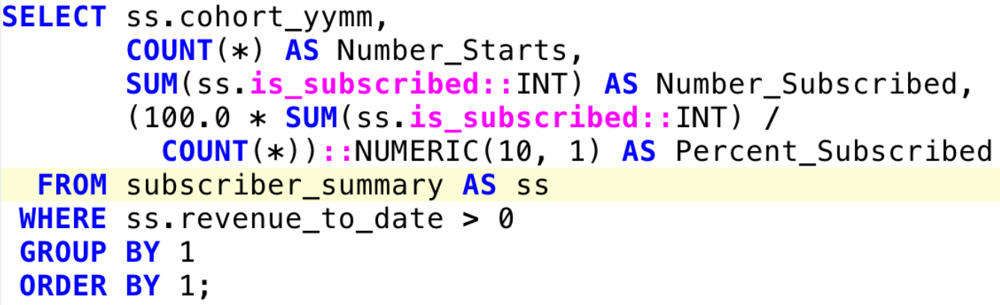 SELECT ss.cohort_yymm,
       COUNT(*) AS Number_Starts,
       SUM(ss.is_subscribed::INT) AS Number_Subscribed,
       (100.0 * SUM(ss.is_subscribed::INT) /
         COUNT(*))::NUMERIC(10, 1) AS Percent_Subscribed
  FROM subscriber_summary AS ss
 WHERE ss.revenue_to_date > 0
 GROUP BY 1
 ORDER BY 1;